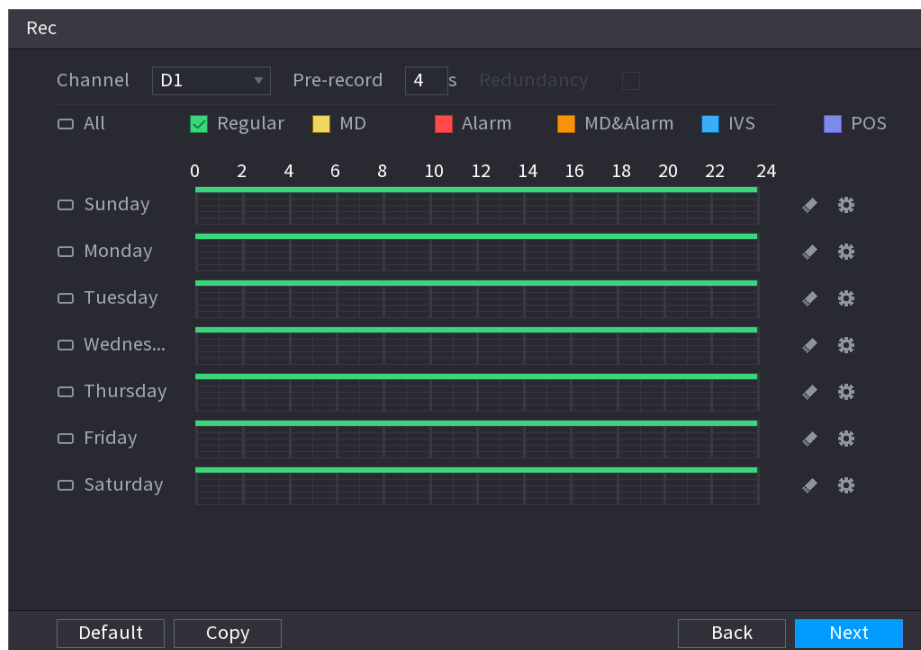 Rec
Channel D1 Pre-record 4 s Redundancy
All Regular MD Alarm MD&Alarm IVS POS
0 2 4 6 8 10 12 14 16 18 20 22 24
Sunday
Monday
Tuesday
Wednes...
Thursday
Friday
Saturday
Default Copy Back Next